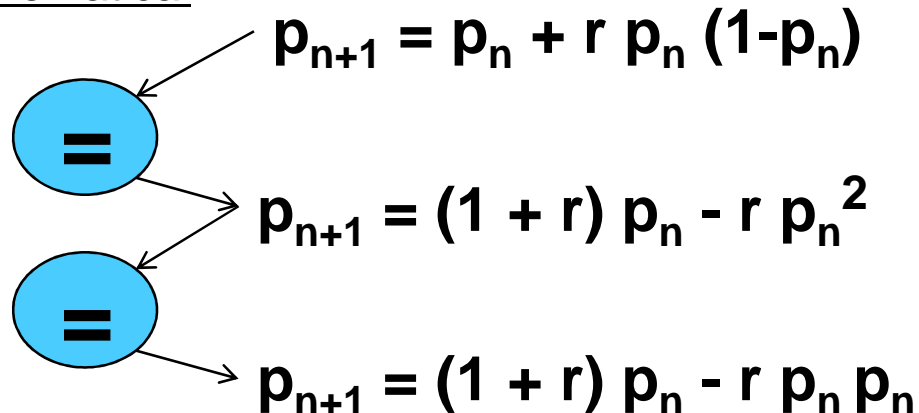 pₙ₊₁ = pₙ + r pₙ (1-pₙ)
=
pₙ₊₁ = (1 + r) pₙ - r pₙ²
=
pₙ₊₁ = (1 + r) pₙ - r pₙ pₙ